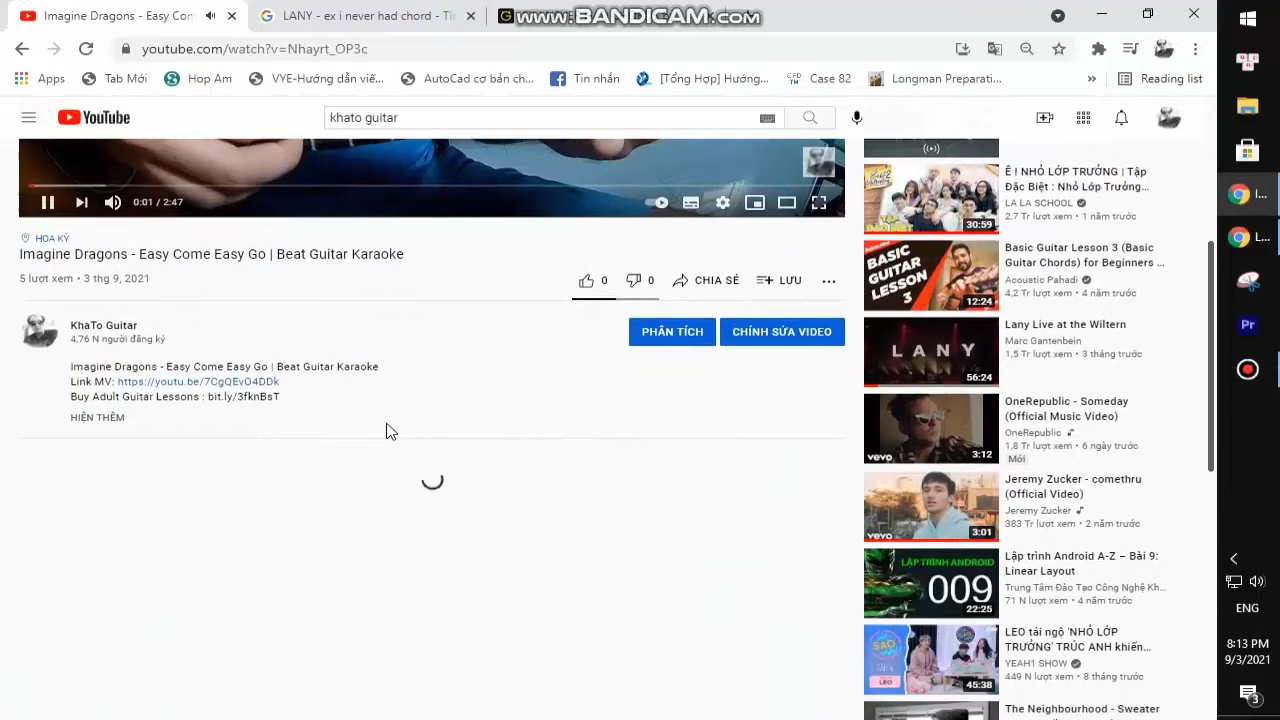 Imagine Dragons - Easy Com
LANY - ex i never had chord - T
www.BANDICAM.com
youtube.com/watch?v=Nhayrt_OP3c
Apps
Tab Mới
Hop Am
VYE-Hướng dẫn viế...
AutoCad cơ bản ch...
Tin nhắn
[Tổng Hợp] Hướng...
Case 82
Longman Preparati...
»
Reading list
YouTube
khato guitar
0:01 / 2:47
HOA KỲ
Imagine Dragons - Easy Come Easy Go | Beat Guitar Karaoke
5 lượt xem • 3 thg 9, 2021
0
0
CHIA SẺ
LƯU
KhaTo Guitar
4,76 N người đăng ký
PHÂN TÍCH
CHỈNH SỬA VIDEO
Imagine Dragons - Easy Come Easy Go | Beat Guitar Karaoke
Link MV: https://youtu.be/7CgQEvO4DDk
Buy Adult Guitar Lessons : bit.ly/3fknBsT
HIỆN THÊM
30:59
Ê ! NHỎ LỚP TRƯỞNG | Tập
Đặc Biệt : Nhỏ Lớp Trưởng...
LA LA SCHOOL
2,7 Tr lượt xem • 1 năm trước
BASIC
GUITAR
LESSON
3
12:24
Basic Guitar Lesson 3 (Basic
Guitar Chords) for Beginners ...
Acoustic Pahadi
4,2 Tr lượt xem • 4 năm trước
LANY
56:24
Lany Live at the Wiltern
Marc Gantenbein
1,5 Tr lượt xem • 3 tháng trước
vevo
3:12
OneRepublic - Someday
(Official Music Video)
OneRepublic
1,8 Tr lượt xem • 6 ngày trước
Mới
vevo
3:01
Jeremy Zucker - comethru
(Official Video)
Jeremy Zucker
383 Tr lượt xem • 2 năm trước
LẬP TRÌNH ANDROID
009
22:25
Lập trình Android A-Z – Bài 9:
Linear Layout
Trung Tâm Đào Tạo Công Nghệ Kh...
71 N lượt xem • 4 năm trước
SAO
LEO
45:38
LEO tái ngộ 'NHỎ LỚP
TRƯỞNG' TRÚC ANH khiến...
YEAH1 SHOW
449 N lượt xem • 8 tháng trước
The Neighbourhood - Sweater
I...
L...
Pr
ENG
8:13 PM
9/3/2021
3